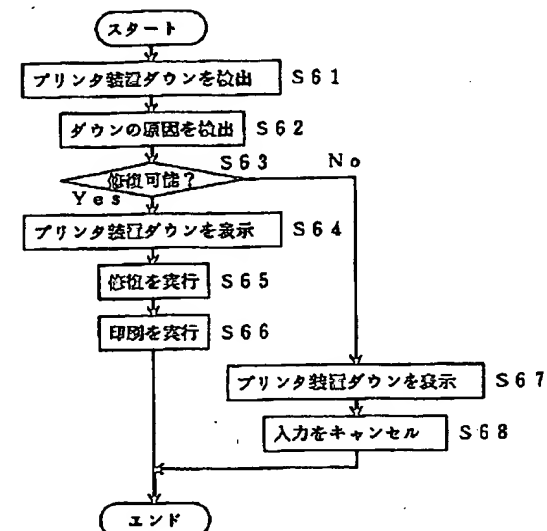 スタート
プリンタ装置ダウンを検出 S61
ダウンの原因を検出 S62
S63 No
修復可能?
Yes
プリンタ装置ダウンを表示 S64
修復を実行 S65
印刷を実行 S66
プリンタ装置ダウンを表示 S67
入力をキャンセル S68
エンド